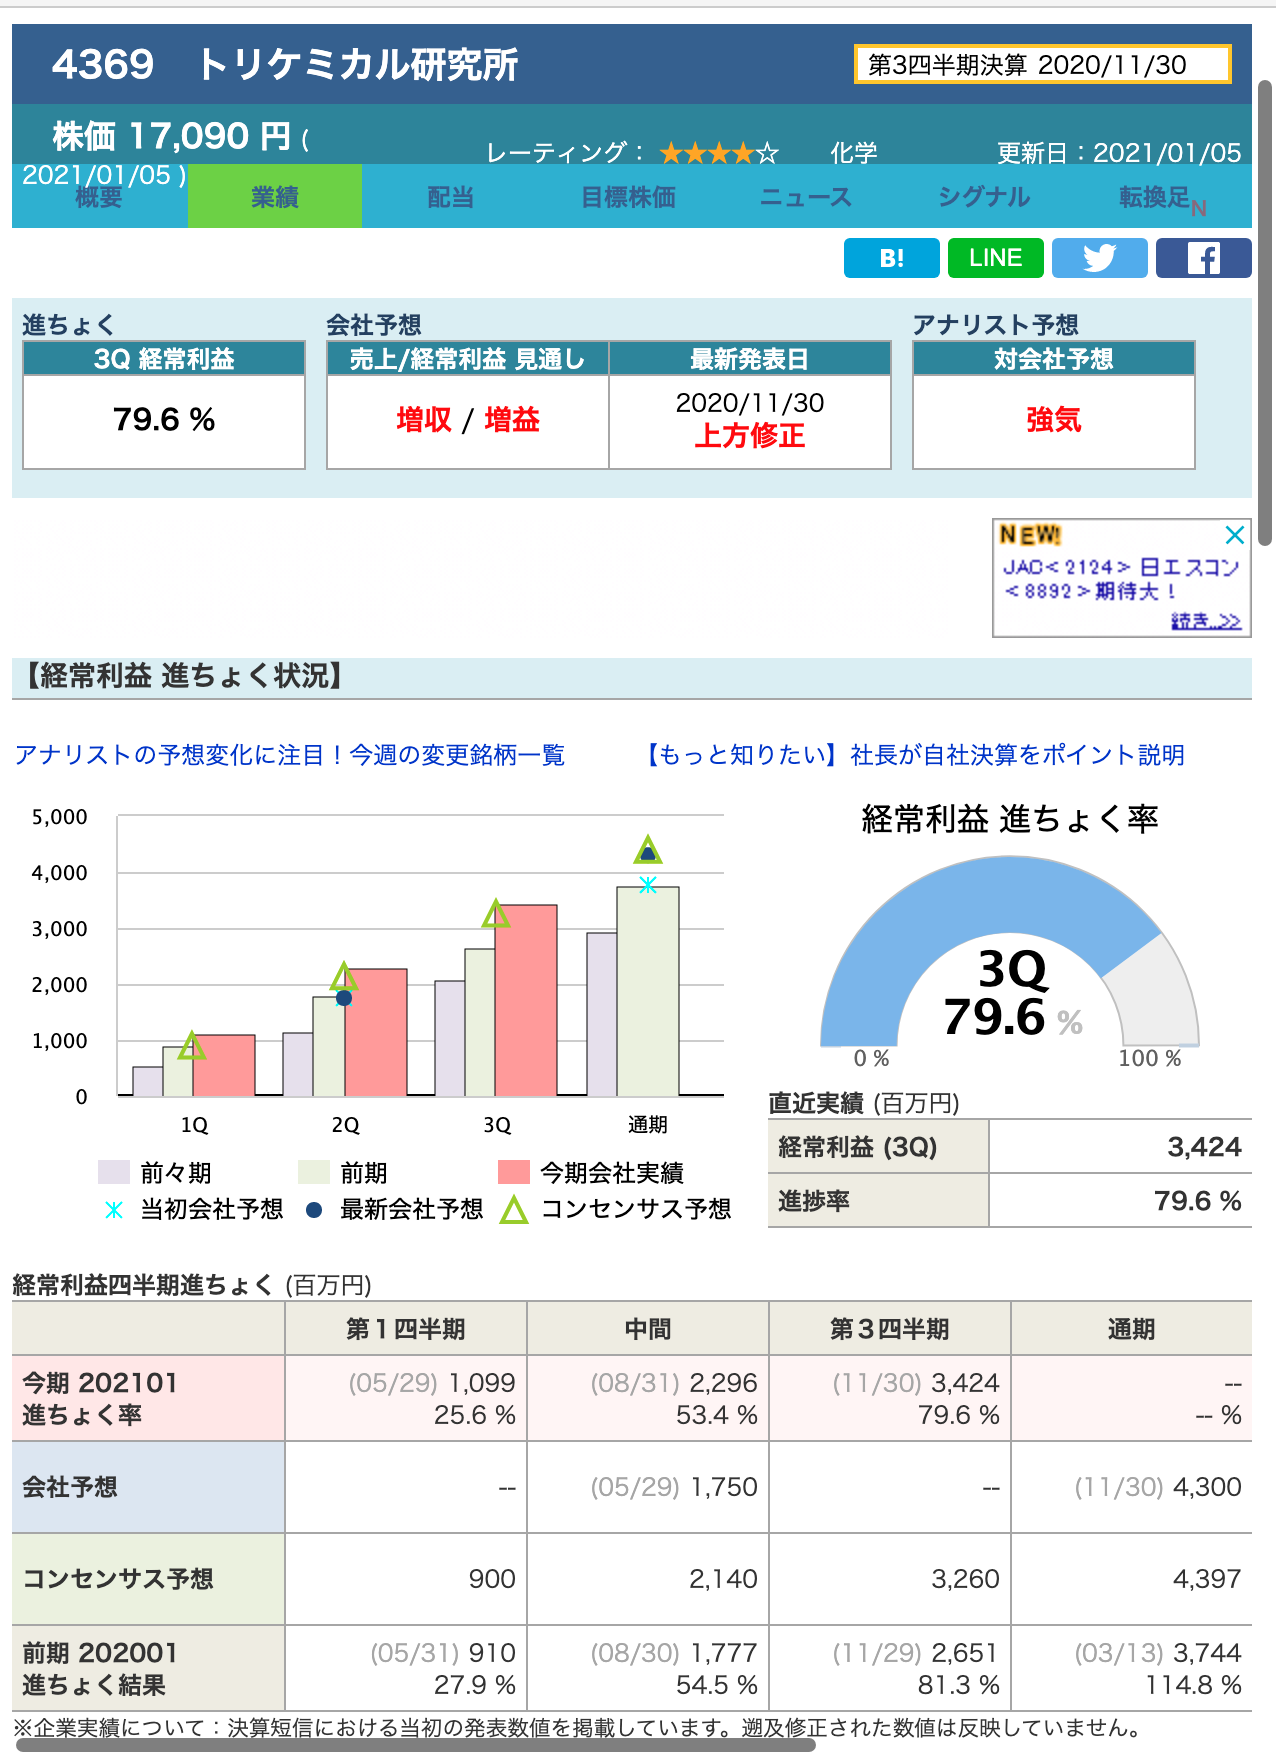 4369 トリケミカル研究所
第3四半期決算 2020/11/30
株価 17,090 円 (
2021/01/05 )
レーティング： ★★★★☆ 化学 更新日：2021/01/05
概要 業績 配当 目標株価 ニュース シグナル 転換足N
B! LINE
進ちょく 会社予想 アナリスト予想
3Q 経常利益 売上/経常利益 見通し 最新発表日 対会社予想
79.6 % 増収 / 増益 2020/11/30 強気
上方修正
NEW!
JAC<2124> 日エスコン
<8892>期待大！
続き..>>
【経常利益 進ちょく状況】
アナリストの予想変化に注目！今週の変更銘柄一覧 【もっと知りたい】社長が自社決算をポイント説明
5,000
4,000
3,000
2,000
1,000
0
1Q 2Q 3Q 通期
前々期 前期 今期会社実績
当初会社予想 最新会社予想 コンセンサス予想
経常利益 進ちょく率
3Q
79.6 %
0 % 100 %
直近実績 (百万円)
経常利益 (3Q) 3,424
進捗率 79.6 %
経常利益四半期進ちょく (百万円)
第１四半期 中間 第３四半期 通期
今期 202101 (05/29) 1,099 (08/31) 2,296 (11/30) 3,424 --
進ちょく率 25.6 % 53.4 % 79.6 % -- %
会社予想 -- (05/29) 1,750 -- (11/30) 4,300
コンセンサス予想 900 2,140 3,260 4,397
前期 202001 (05/31) 910 (08/30) 1,777 (11/29) 2,651 (03/13) 3,744
進ちょく結果 27.9 % 54.5 % 81.3 % 114.8 %
※企業実績について：決算短信における当初の発表数値を掲載しています。遡及修正された数値は反映していません。